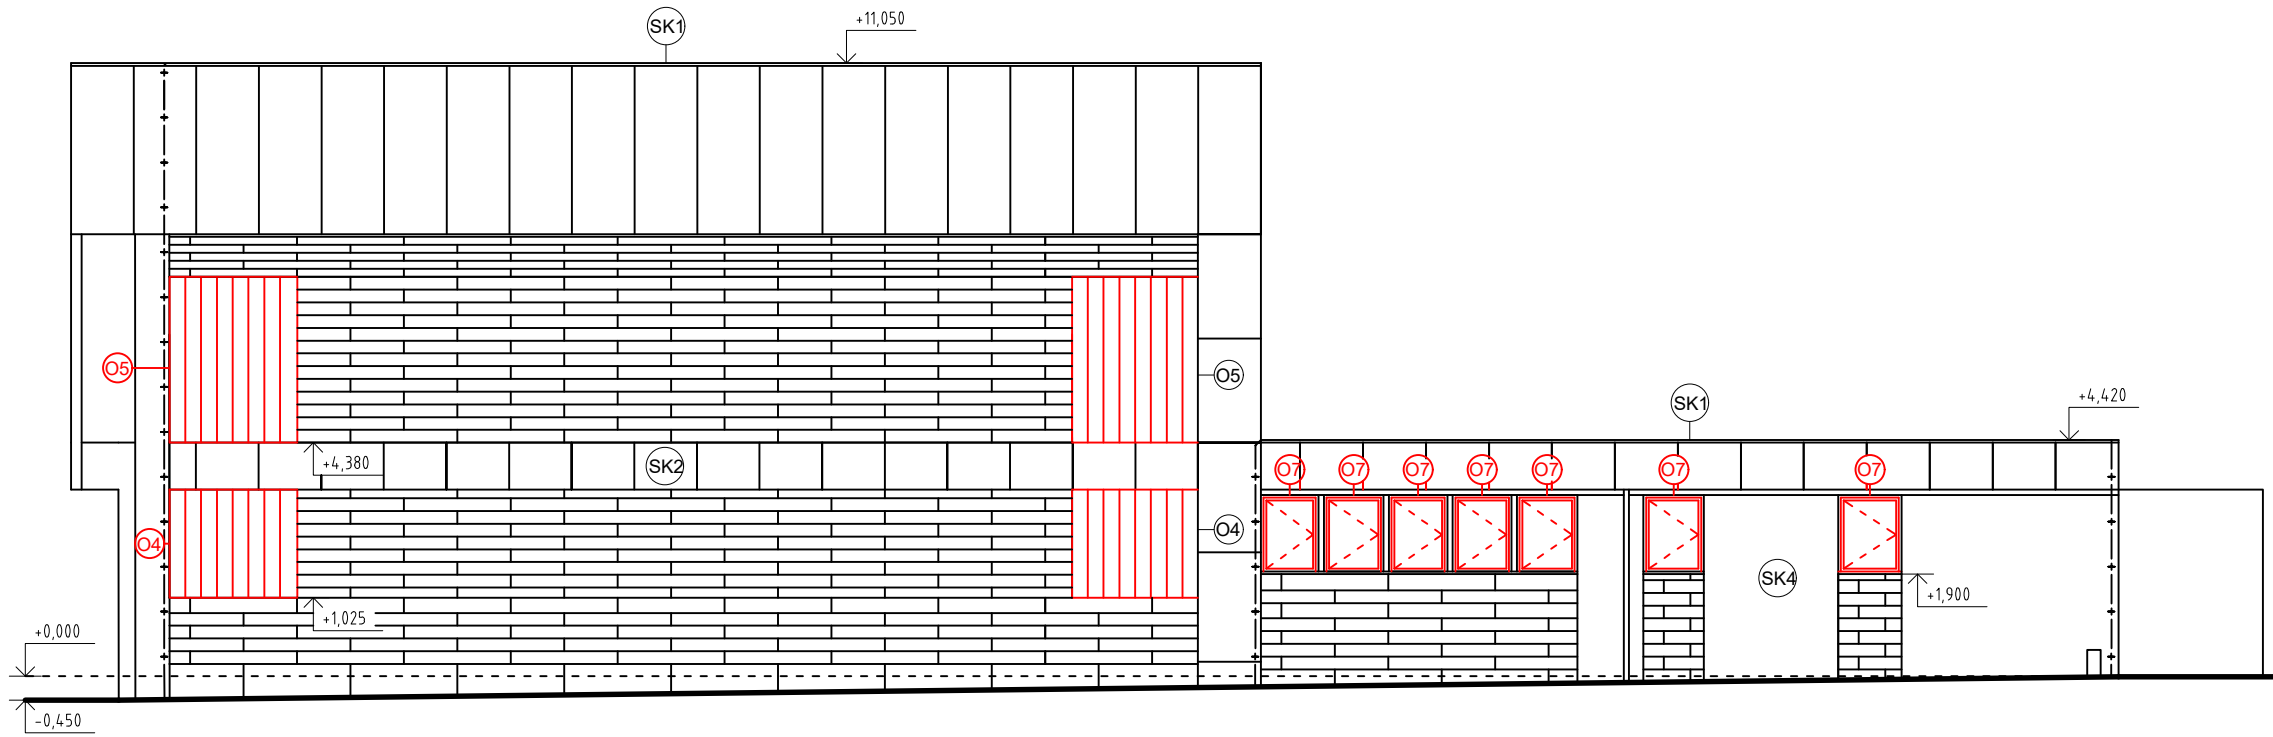 SK1
+11,050
O5
O5
SK1
+4,420
+4,380
SK2
O7
O7
O7
O7
O7
O7
O7
O4
O4
SK4
+1,900
+1,025
+0,000
-0,450